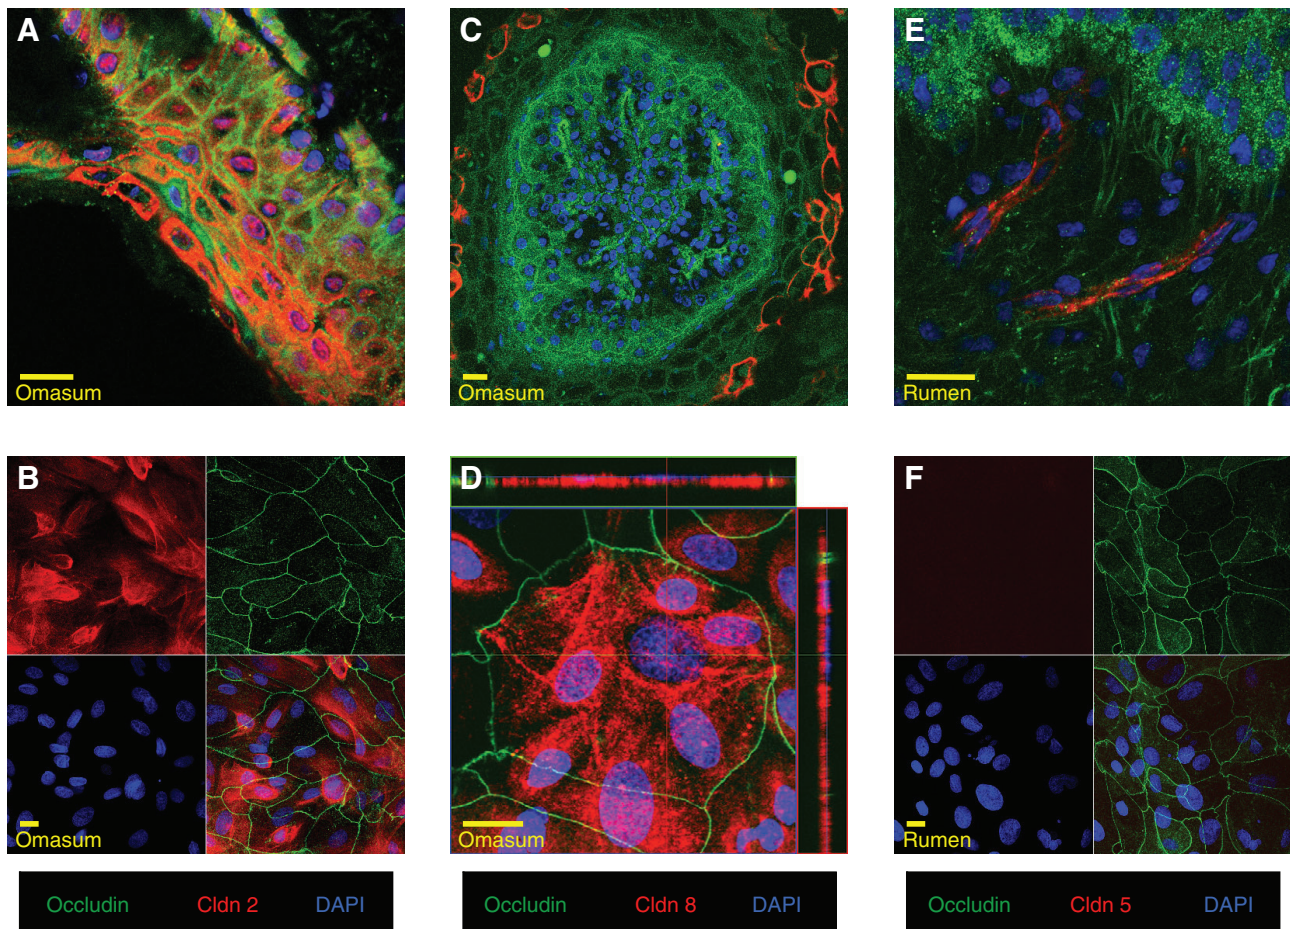 A
C
E
Omasum
Omasum
Rumen
B
D
F
Omasum
Omasum
Rumen
Occludin Cldn 2 DAPI
Occludin Cldn 8 DAPI
Occludin Cldn 5 DAPI